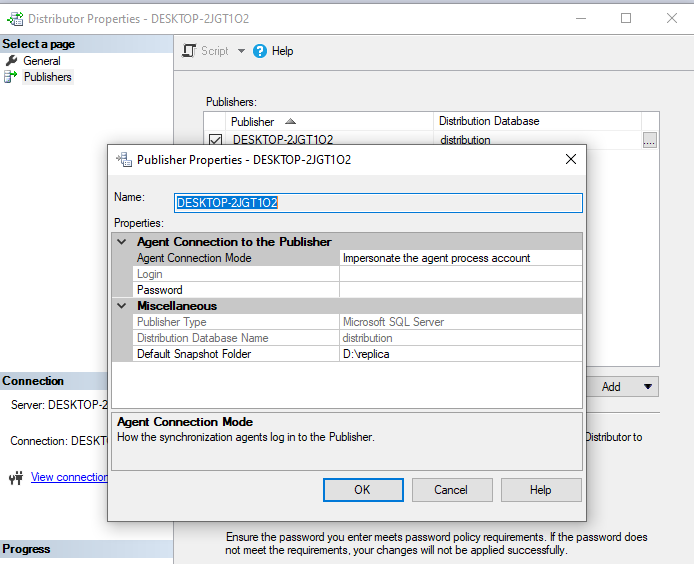 Distributor Properties - DESKTOP-2JGT1O2
Select a page
General
Publishers
Script
Help
Publishers:
Publisher
Distribution Database
DESKTOP-2JGT1O2
distribution
....
Publisher Properties - DESKTOP-2JGT1O2
Name:
DESKTOP-2JGT1O2
Properties:
Agent Connection to the Publisher
Agent Connection Mode
Impersonate the agent process account
Login
Password
Miscellaneous
Publisher Type
Microsoft SQL Server
Distribution Database Name
distribution
Default Snapshot Folder
D:\replica
Agent Connection Mode
How the synchronization agents log in to the Publisher.
OK
Cancel
Help
Add
Distributor to
Connection
Server: DESKTOP-2
Connection: DESKT
View connection
Progress
Ensure the password you enter meets password policy requirements. If the password does
not meet the requirements, your changes will not be applied successfully.